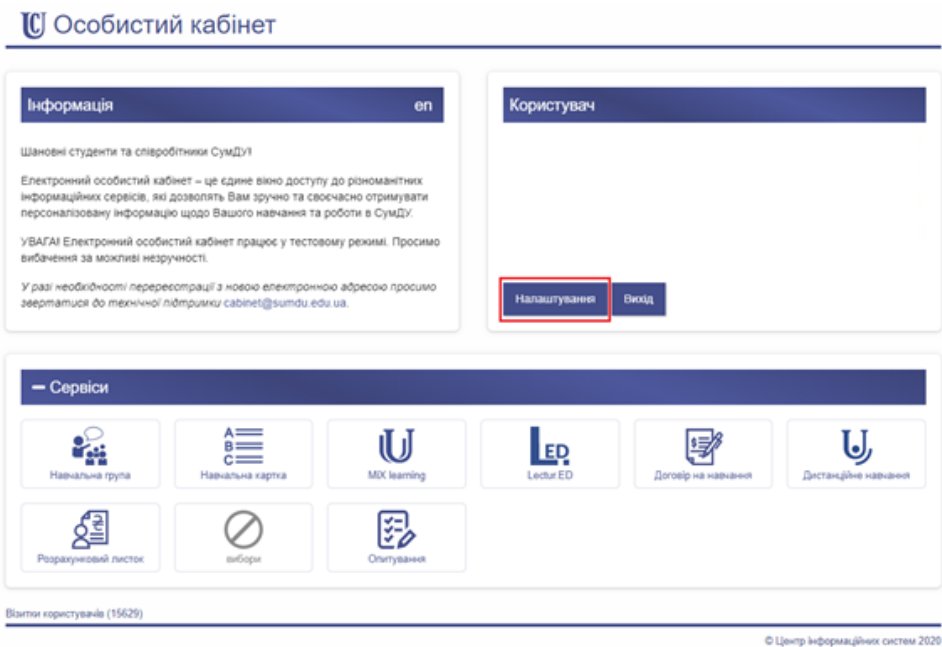 Особистий кабінет
Інформація en
Шановні студенти та співробітники СумДУ!
Електронний особистий кабінет – це єдине вікно доступу до різноманітних
інформаційних сервісів, які дозволять Вам зручно та своєчасно отримувати
персоналізовану інформацію щодо Вашого навчання та роботи в СумДУ.
УВАГА! Електронний особистий кабінет працює у тестовому режимі. Просимо
вибачення за можливі незручності.
У разі необхідності перереєстрації з новою електронною адресою просимо
звертатися до технічної підтримки cabinet@sumdu.edu.ua.
Користувач
Налаштування Вихід
Сервіси
Навчальна група
A
B
C
Навчальна картка
MIX learning
LED
Lectur.ED
Договір на навчання
Дистанційне навчання
Розрахунковий листок
вибори
Опитування
Візитки користувачів (15629)
© Центр інформаційних систем 2020